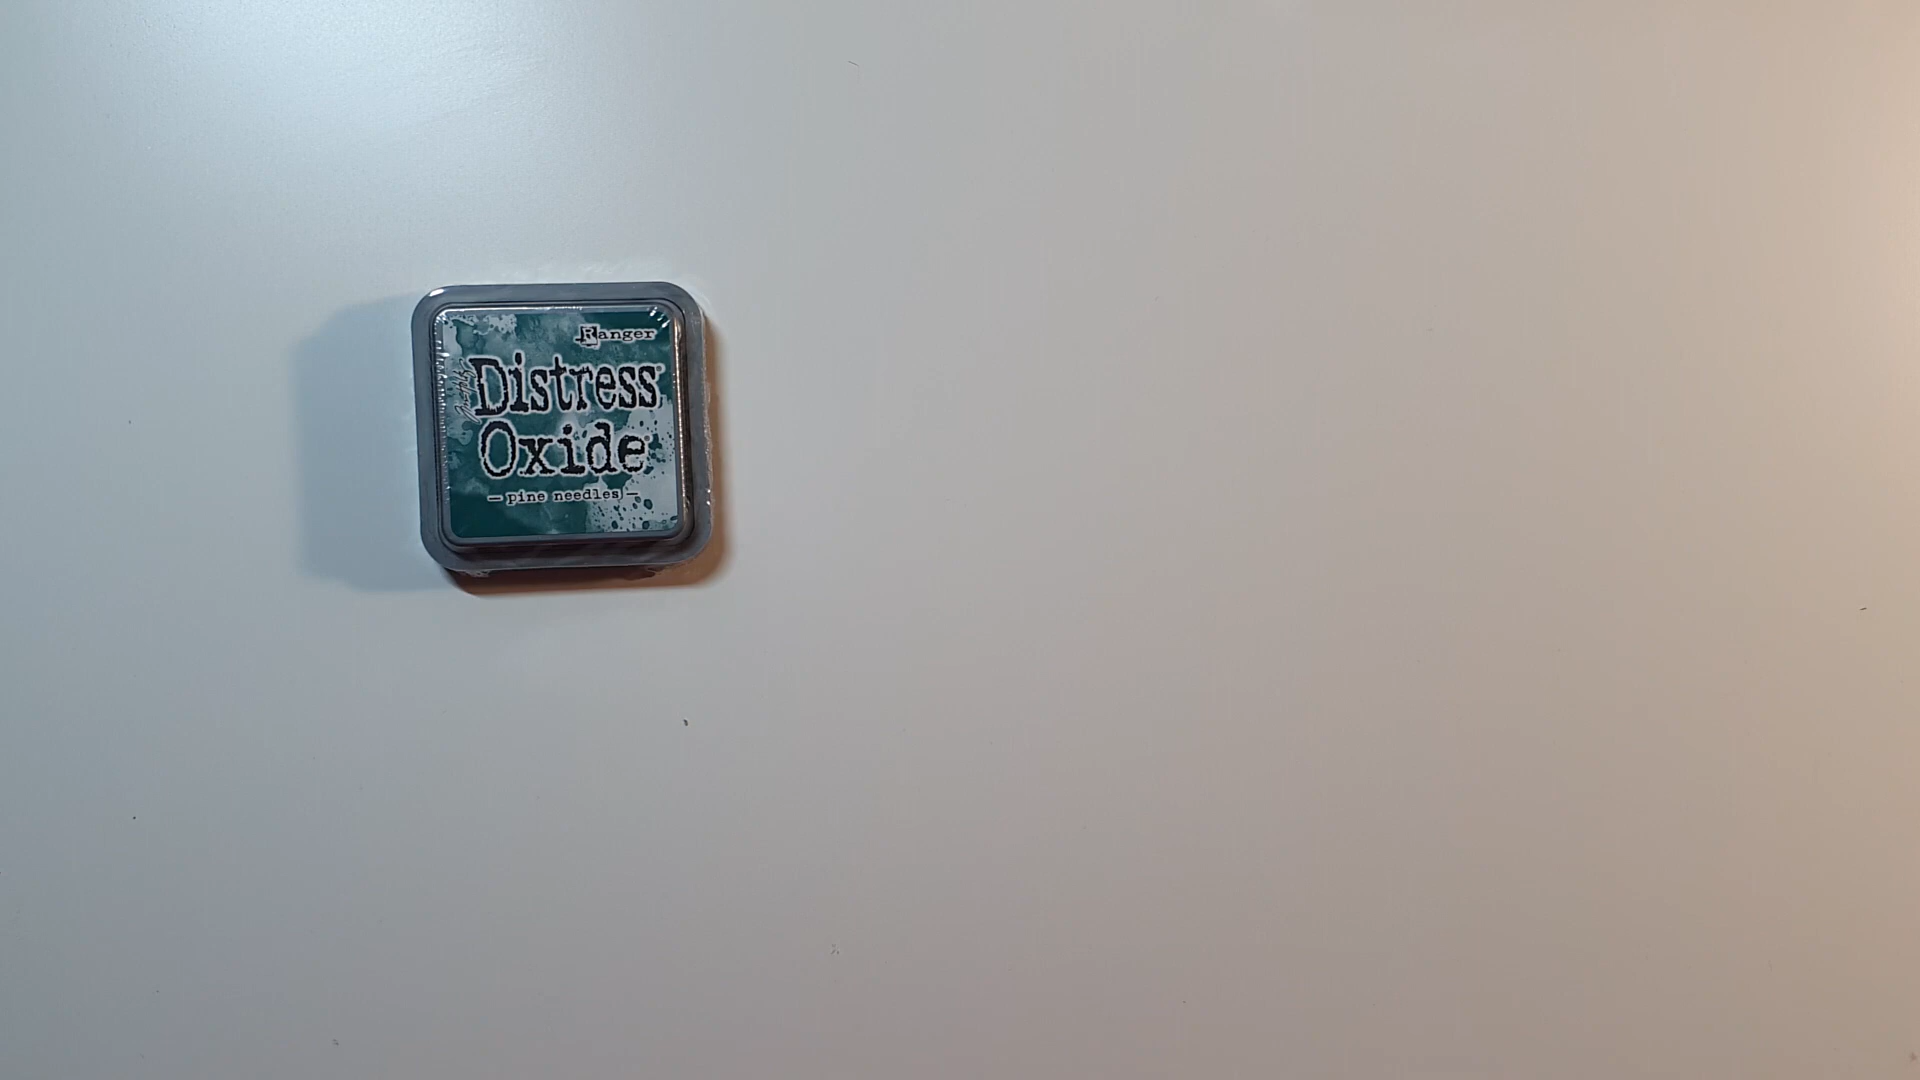 Ranger
Distress
Oxide
— pine needles —